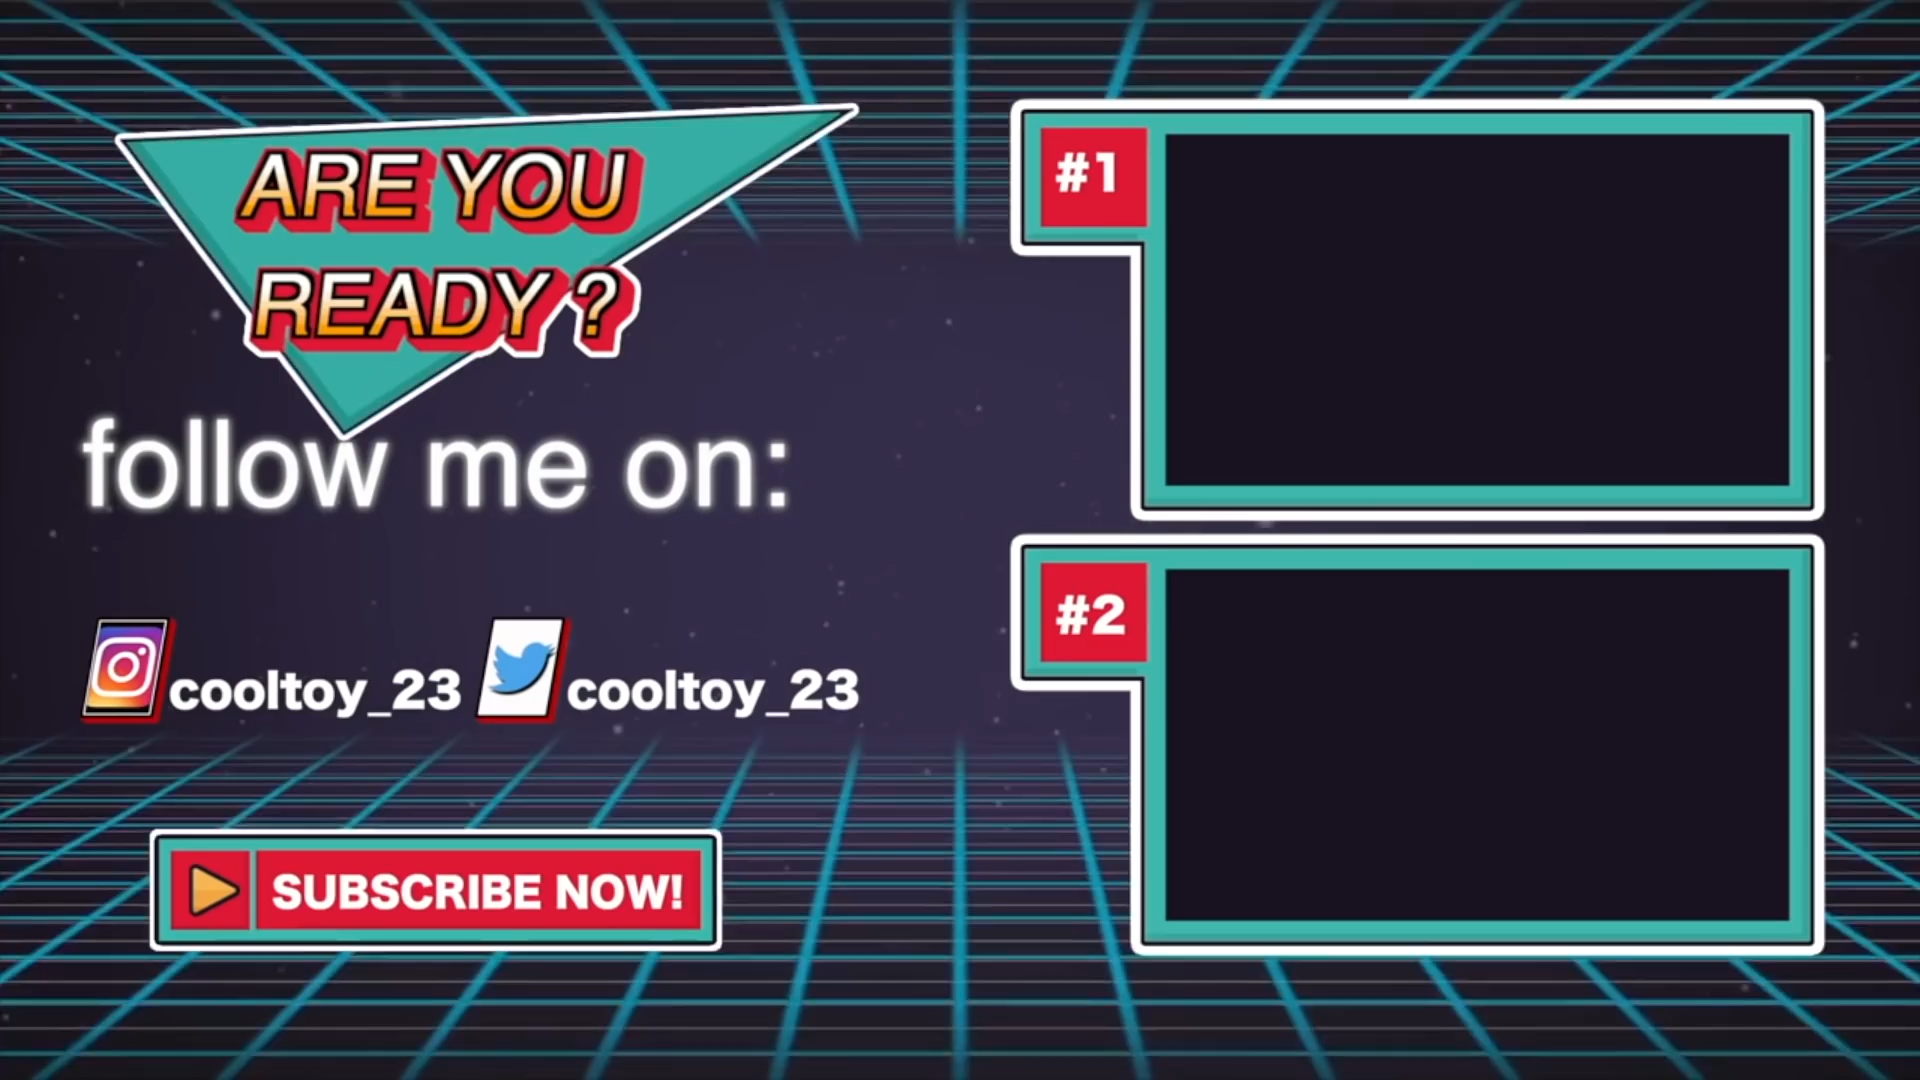 ARE YOU
READY ?
follow me on:
cooltoy_23 cooltoy_23
SUBSCRIBE NOW!
#1
#2